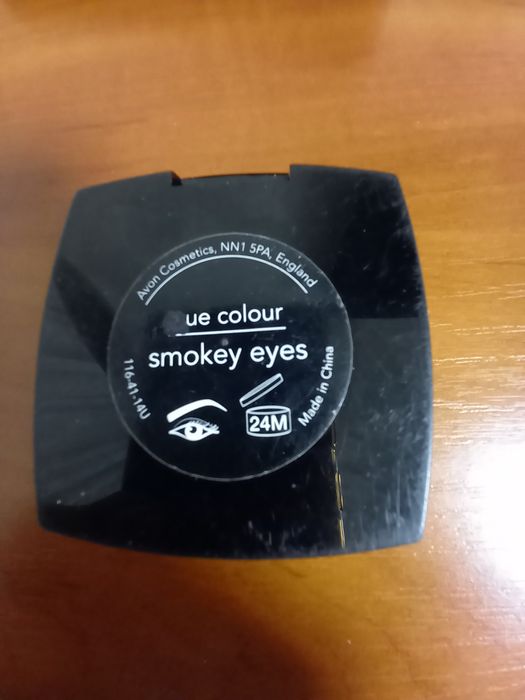 Avon Cosmetics, NN1 5PA, England
ue colour
smokey eyes
116-41-14U
24M
Made in China